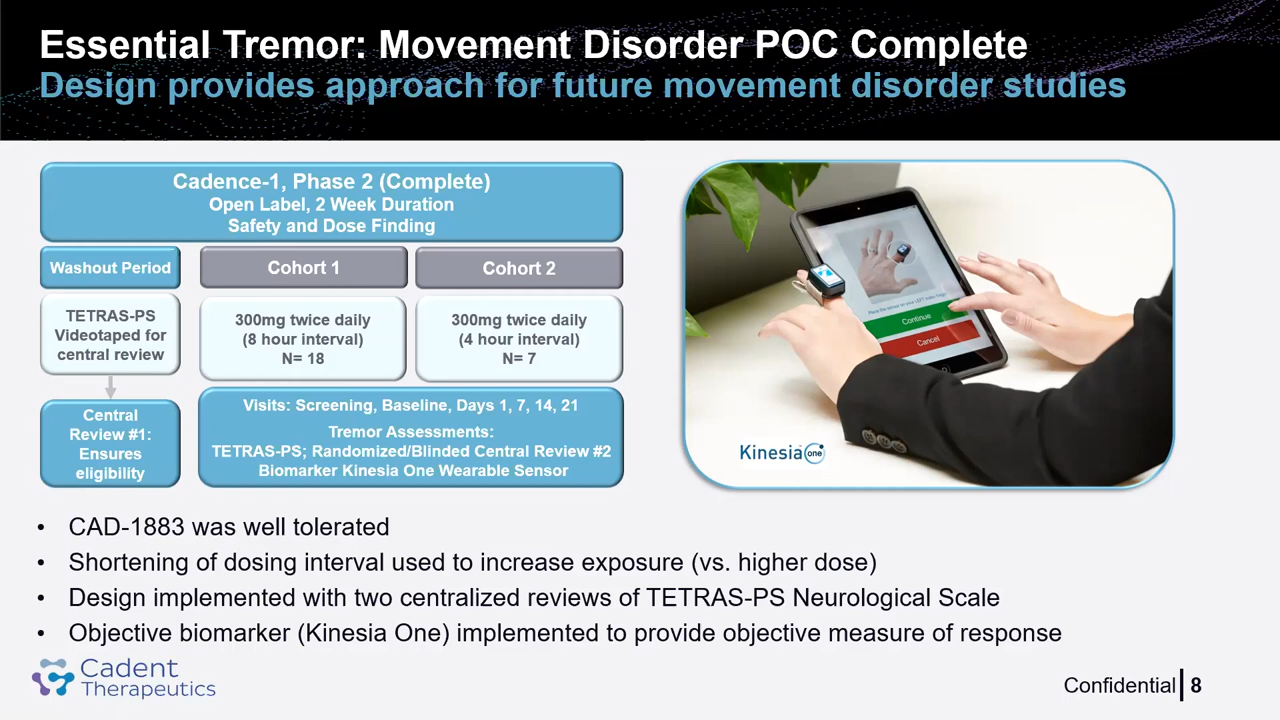 Essential Tremor: Movement Disorder POC Complete
Design provides approach for future movement disorder studies
Cadence-1, Phase 2 (Complete)
Open Label, 2 Week Duration
Safety and Dose Finding
Washout Period
Cohort 1
Cohort 2
TETRAS-PS
Videotaped for
central review
300mg twice daily
(8 hour interval)
N= 18
300mg twice daily
(4 hour interval)
N= 7
Central
Review #1:
Ensures
eligibility
Visits: Screening, Baseline, Days 1, 7, 14, 21
Tremor Assessments:
TETRAS-PS; Randomized/Blinded Central Review #2
Biomarker Kinesia One Wearable Sensor
Continue
Cancel
Kinesia one
• CAD-1883 was well tolerated
• Shortening of dosing interval used to increase exposure (vs. higher dose)
• Design implemented with two centralized reviews of TETRAS-PS Neurological Scale
• Objective biomarker (Kinesia One) implemented to provide objective measure of response
Cadent
Therapeutics
Confidential 8